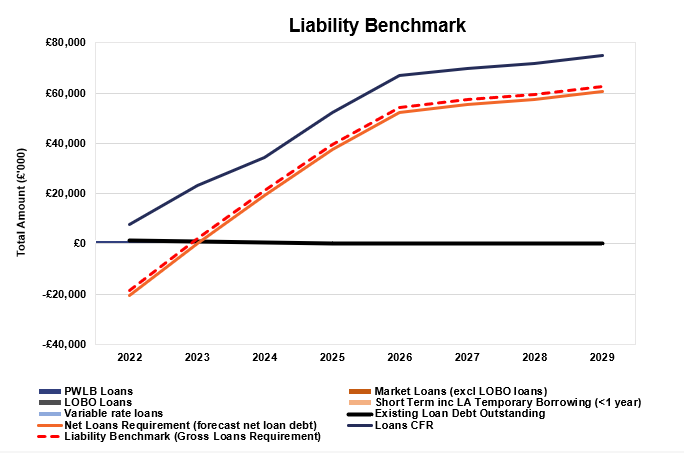 Liability Benchmark
£80,000
£60,000
£40,000
£20,000
£0
-£20,000
-£40,000
Total Amount (£'000)
2022 2023 2024 2025 2026 2027 2028 2029
PWLB Loans
Market Loans (excl LOBO loans)
LOBO Loans
Short Term inc LA Temporary Borrowing (<1 year)
Variable rate loans
Existing Loan Debt Outstanding
Net Loans Requirement (forecast net loan debt)
Loans CFR
Liability Benchmark (Gross Loans Requirement)